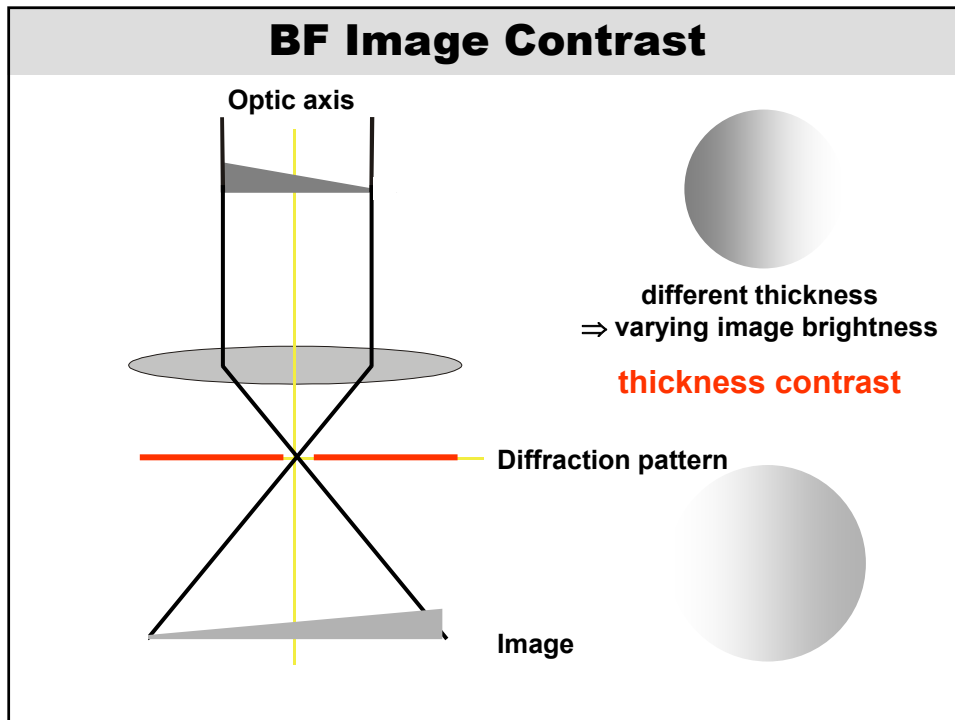 BF Image Contrast
Optic axis
different thickness
⇒ varying image brightness
thickness contrast
Diffraction pattern
Image